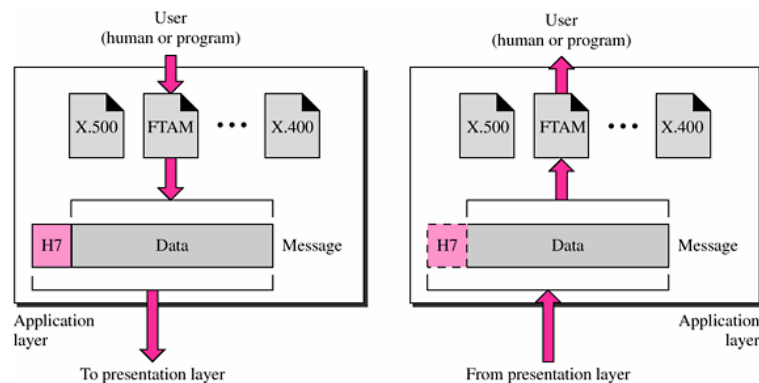 User
(human or program)
X.500
FTAM
• • •
X.400
H7
Data
Message
Application
layer
To presentation layer
User
(human or program)
X.500
FTAM
• • •
X.400
H7
Data
Message
Application
layer
From presentation layer